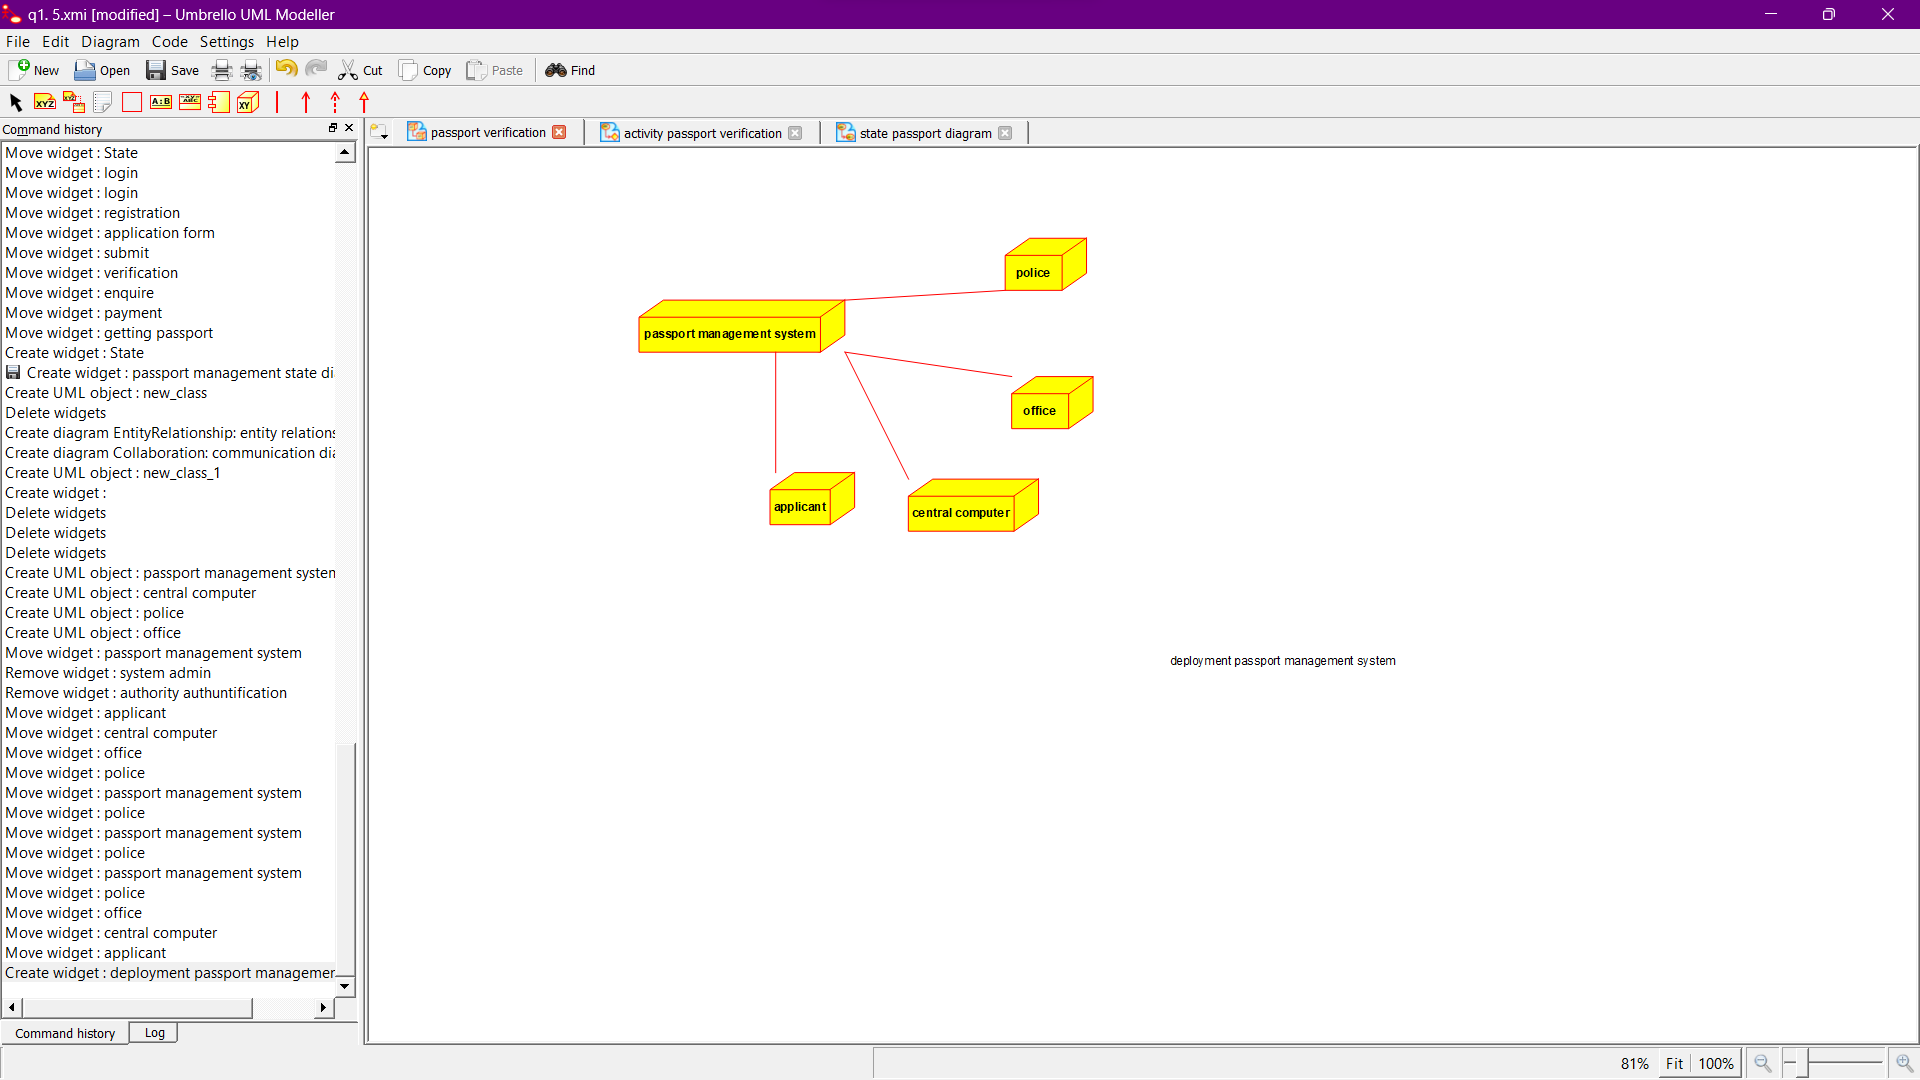 q1. 5.xmi [modified] – Umbrello UML Modeller
File Edit Diagram Code Settings Help
New Open Save Cut Copy Paste Find
XYZ XYZ A:B ABC XY
Command history
passport verification
activity passport verification
state passport diagram
Move widget : State
Move widget : login
Move widget : login
Move widget : registration
Move widget : application form
Move widget : submit
Move widget : verification
Move widget : enquire
Move widget : payment
Move widget : getting passport
Create widget : State
Create widget : passport management state di
Create UML object : new_class
Delete widgets
Create diagram EntityRelationship: entity relations
Create diagram Collaboration: communication di
Create UML object : new_class_1
Create widget :
Delete widgets
Delete widgets
Delete widgets
Create UML object : passport management system
Create UML object : central computer
Create UML object : police
Create UML object : office
Move widget : passport management system
Remove widget : system admin
Remove widget : authority authuntification
Move widget : applicant
Move widget : central computer
Move widget : office
Move widget : police
Move widget : passport management system
Move widget : police
Move widget : passport management system
Move widget : police
Move widget : passport management system
Move widget : police
Move widget : office
Move widget : central computer
Move widget : applicant
Create widget : deployment passport managemen
Command history
Log
police
passport management system
office
applicant
central computer
deployment passport management system
81% Fit 100%